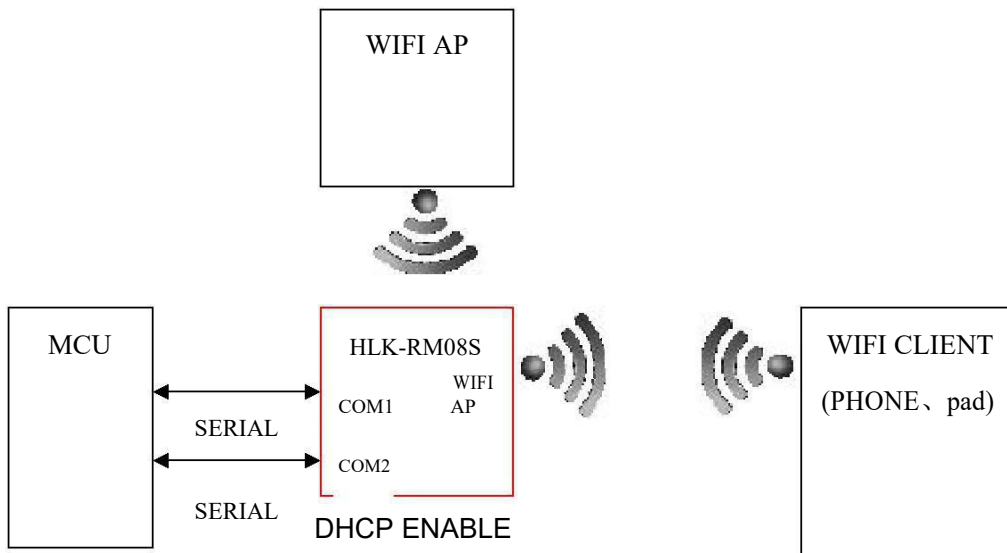 WIFI AP
MCU
HLK-RM08S
WIFI CLIENT
WIFI
AP
(PHONE、pad)
COM1
SERIAL
COM2
SERIAL
DHCP ENABLE